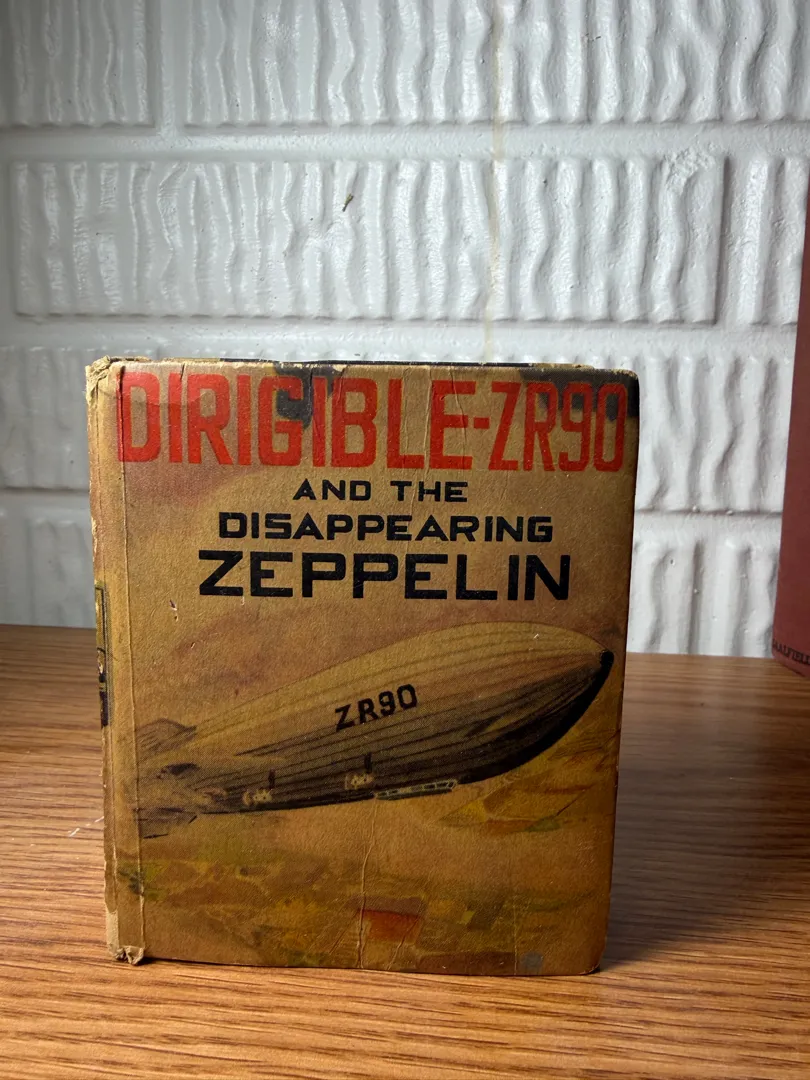 DIRIGIBLE-ZR90
AND THE
DISAPPEARING
ZEPPELIN
ZR90